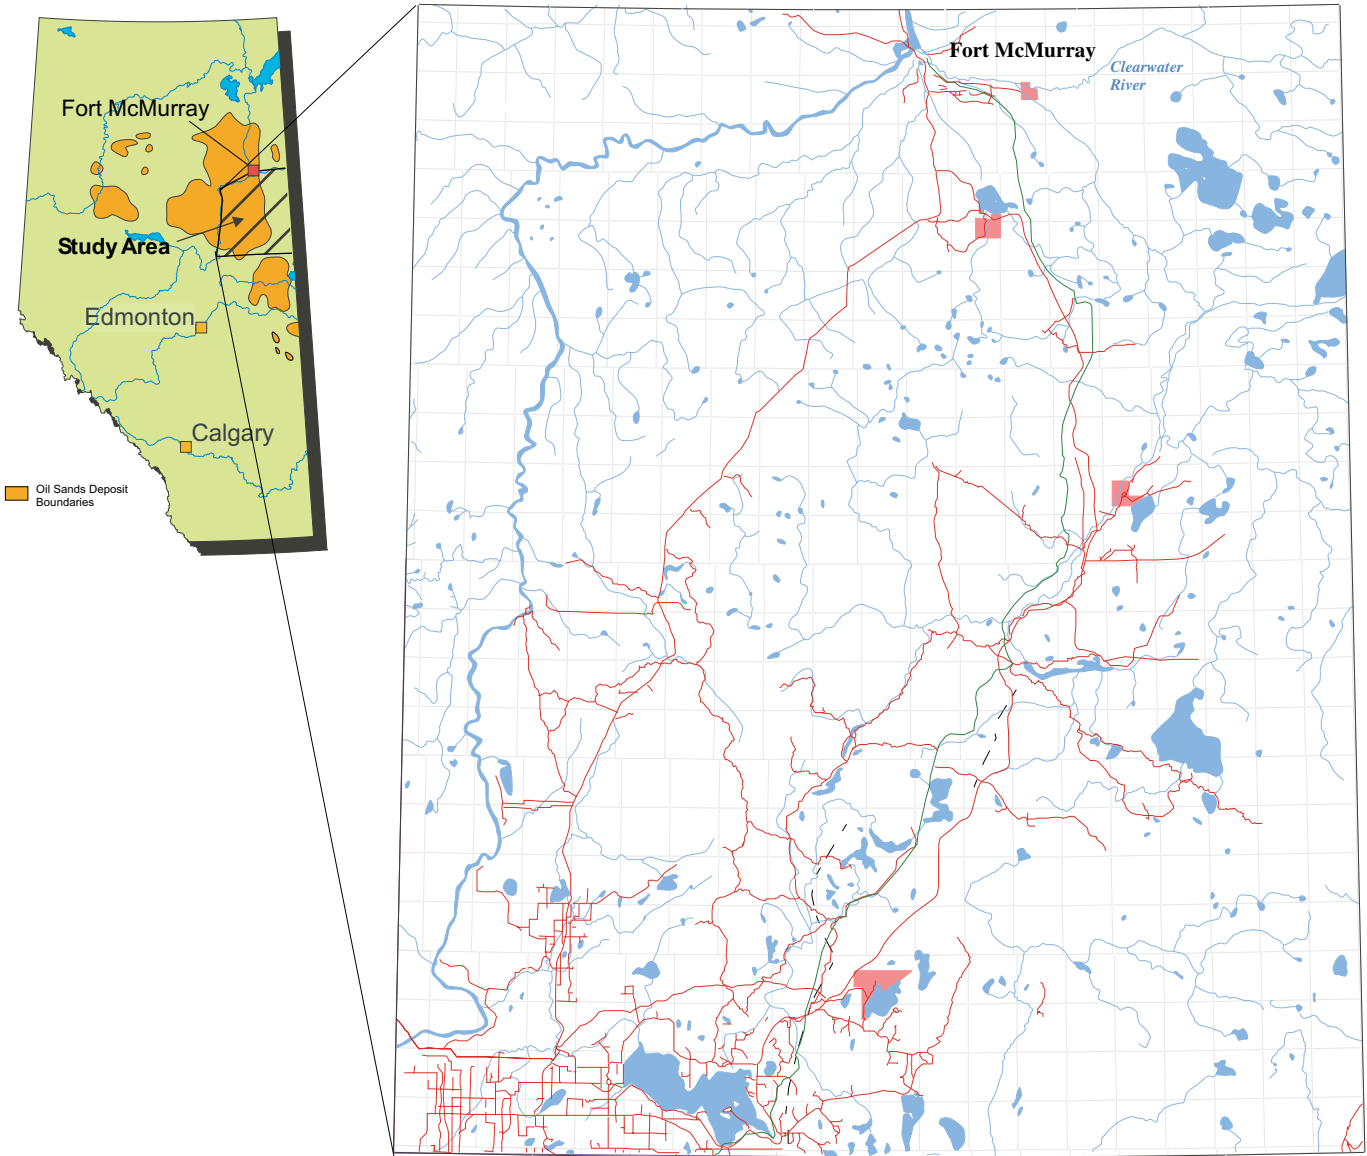 Fort McMurray
Study Area
Edmonton
Calgary
Oil Sands Deposit
Boundaries
Fort McMurray
Clearwater
River